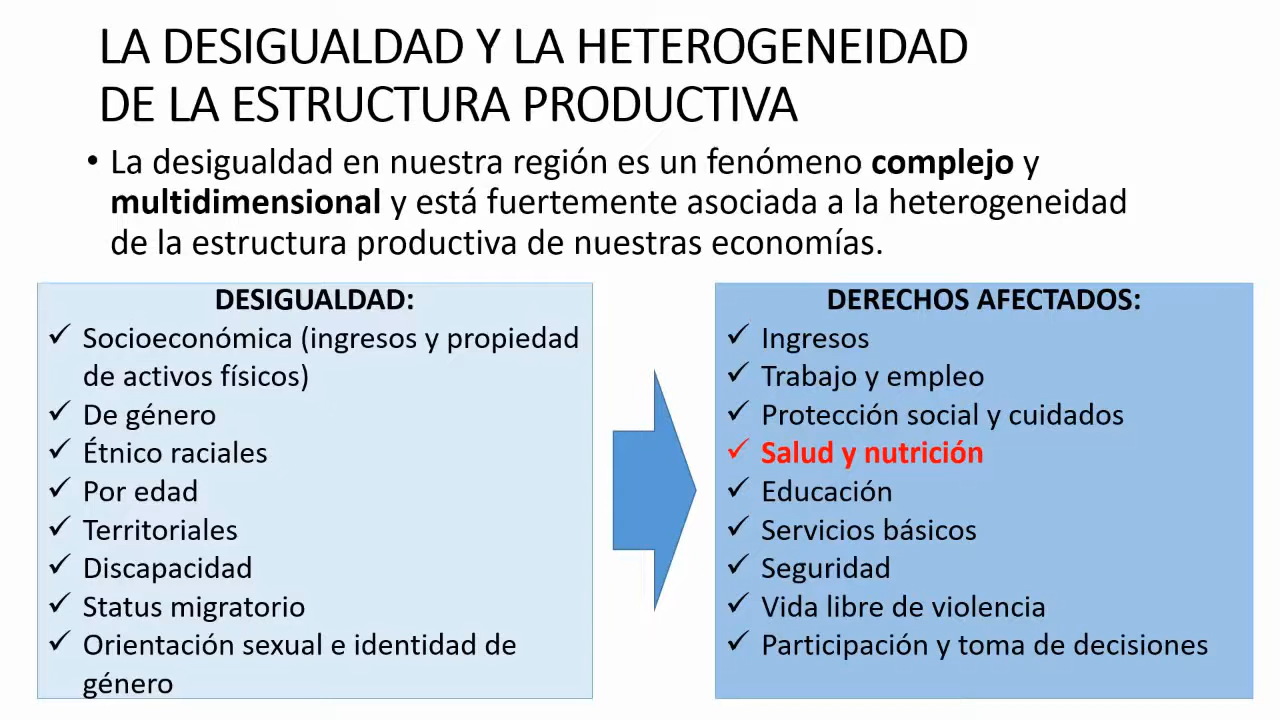 LA DESIGUALDAD Y LA HETEROGENEIDAD
DE LA ESTRUCTURA PRODUCTIVA
• La desigualdad en nuestra región es un fenómeno complejo y
multidimensional y está fuertemente asociada a la heterogeneidad
de la estructura productiva de nuestras economías.
DESIGUALDAD:
✓ Socioeconómica (ingresos y propiedad
de activos físicos)
✓ De género
✓ Étnico raciales
✓ Por edad
✓ Territoriales
✓ Discapacidad
✓ Status migratorio
✓ Orientación sexual e identidad de
género
DERECHOS AFECTADOS:
✓ Ingresos
✓ Trabajo y empleo
✓ Protección social y cuidados
✓ Salud y nutrición
✓ Educación
✓ Servicios básicos
✓ Seguridad
✓ Vida libre de violencia
✓ Participación y toma de decisiones